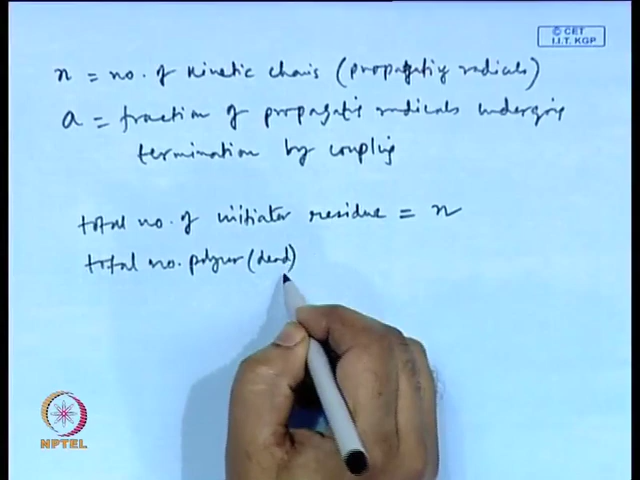 © CET
I.I.T. KGP
n = no. of kinetic chains (propagating radicals)
a = fraction of propagating radicals undergoing
termination by coupling
total no. of initiator residue = n
total no. polymer (dead)
NPTEL